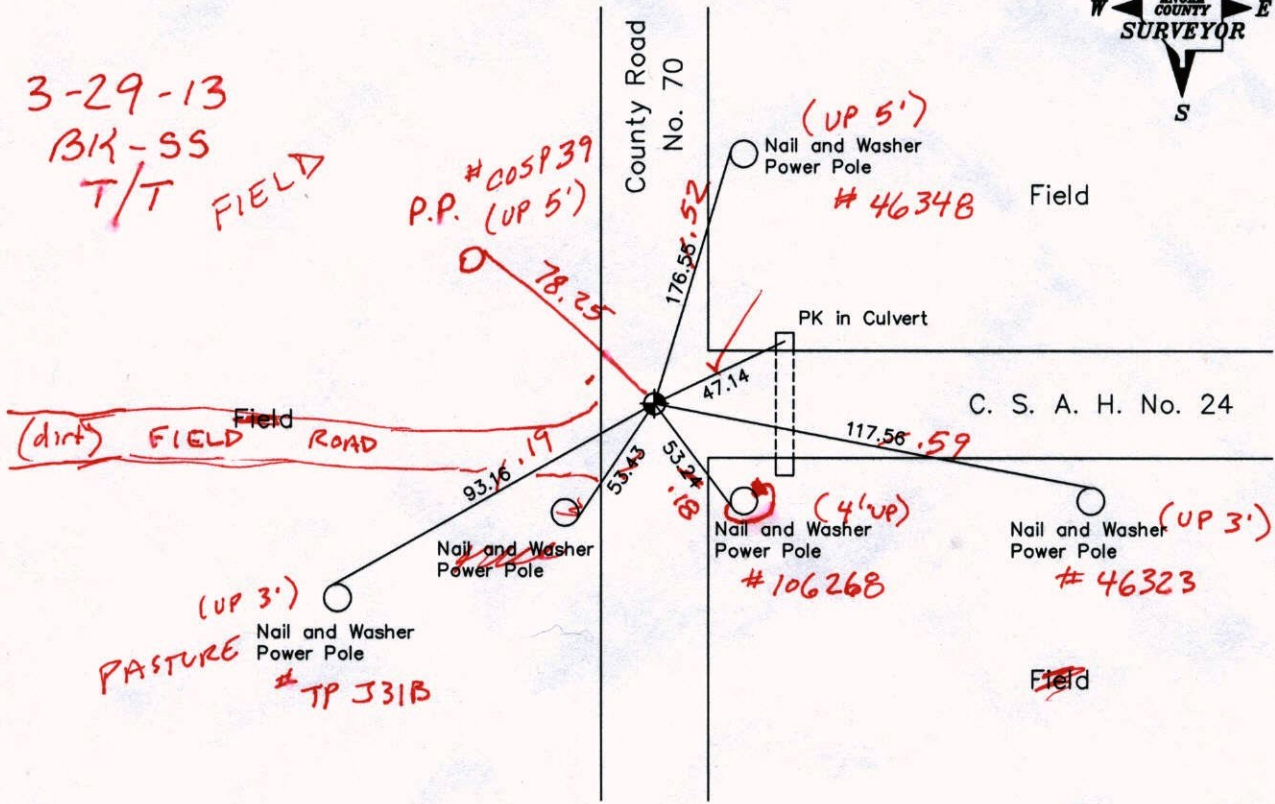 W
COUNTY
E
SURVEYOR
S
3-29-13
BK-SS
T/T
FIELD
County Road
No. 70
(UP 5')
Nail and Washer
Power Pole
# 46348
Field
# COSP39
P.P. (UP 5')
78.25
176.55 .52
PK in Culvert
47.14
C. S. A. H. No. 24
117.56 .59
Field
(dirt) FIELD ROAD
93.16 .19
53.43
53.24 .18
Nail and Washer
Power Pole
(4' UP)
Nail and Washer
Power Pole
# 106268
(UP 3')
Nail and Washer
Power Pole
# 46323
(UP 3')
Nail and Washer
Power Pole
PASTURE
# TP J31B
Field